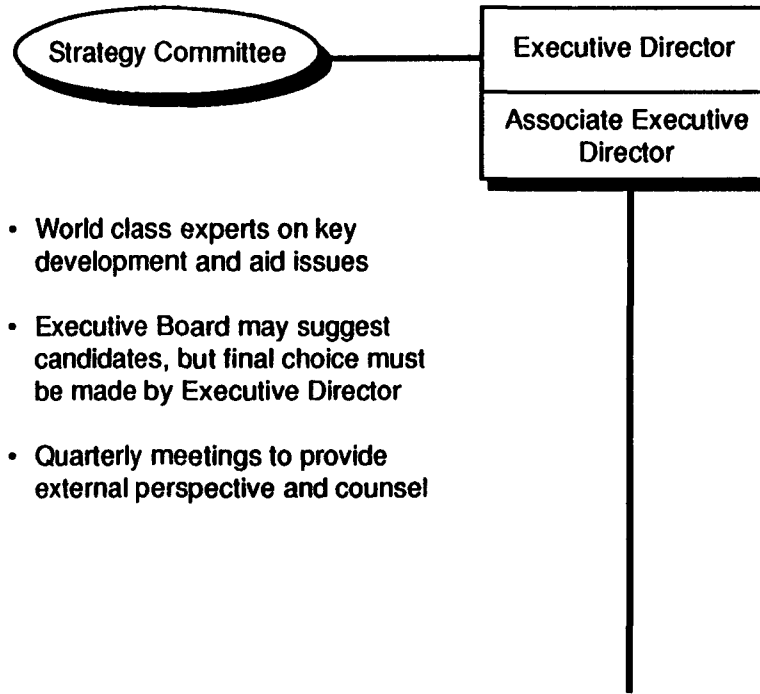 Strategy Committee
Executive Director
Associate Executive
Director
• World class experts on key
development and aid issues
• Executive Board may suggest
candidates, but final choice must
be made by Executive Director
• Quarterly meetings to provide
external perspective and counsel